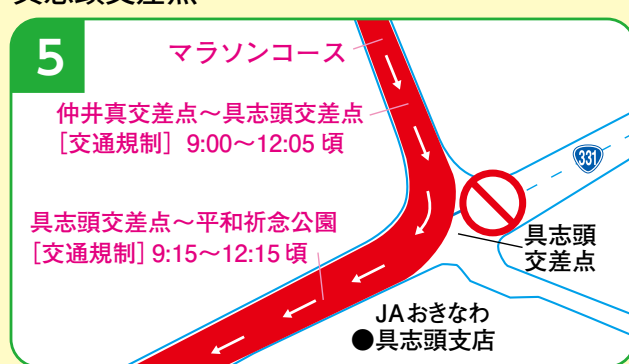 具志頭交差点
5
マラソンコース
仲井真交差点～具志頭交差点
［交通規制］ 9:00～12:05 頃
331
具志頭交差点～平和祈念公園
［交通規制］9:15～12:15 頃
具志頭
交差点
JAおきなわ
●具志頭支店